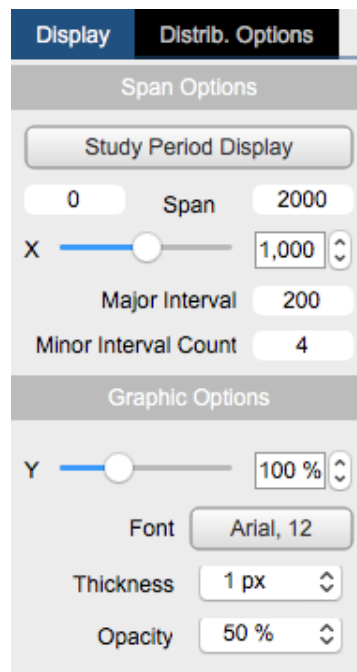 Display Distrib. Options
Span Options
Study Period Display
0 Span 2000
X 1,000
Major Interval 200
Minor Interval Count 4
Graphic Options
Y 100 %
Font Arial, 12
Thickness 1 px
Opacity 50 %